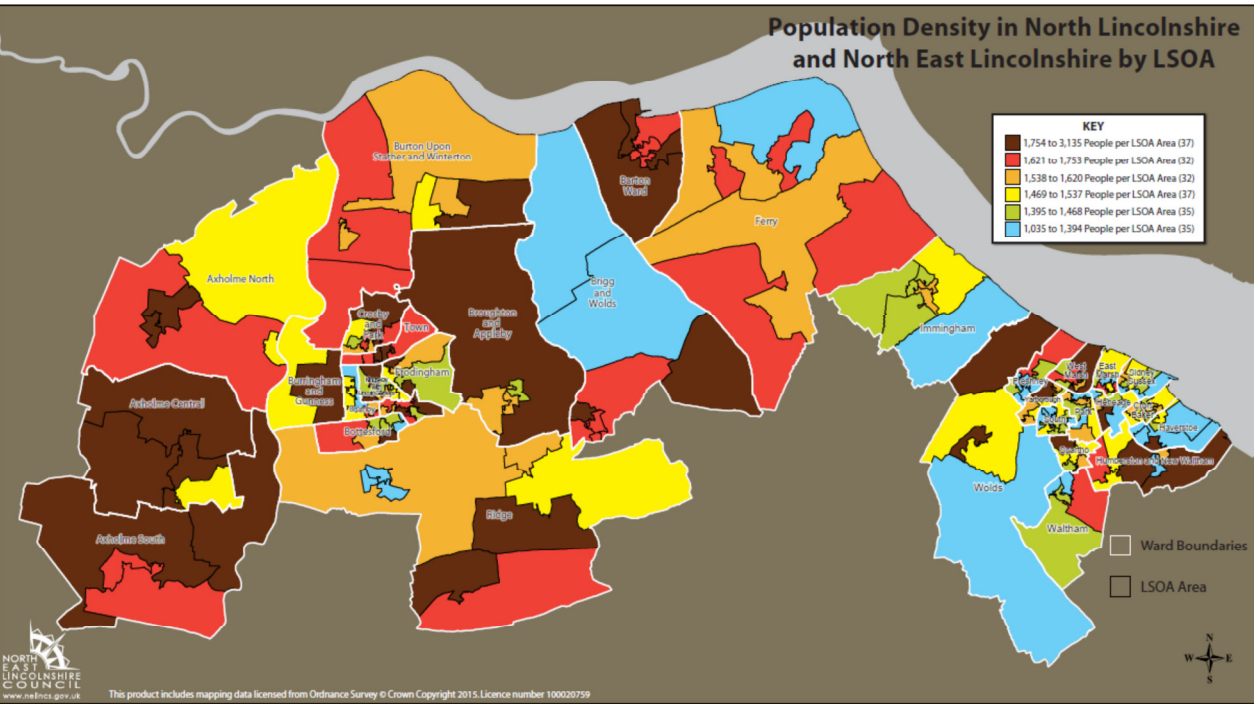 Population Density in North Lincolnshire
and North East Lincolnshire by LSOA
KEY
1,754 to 3,135 People per LSOA Area (37)
1,621 to 1,753 People per LSOA Area (32)
1,538 to 1,620 People per LSOA Area (32)
1,469 to 1,537 People per LSOA Area (37)
1,395 to 1,468 People per LSOA Area (35)
1,035 to 1,394 People per LSOA Area (35)
Burton Upon
Stather and Winterton
Barton
Ward
Ferry
Axholme North
Brigg
and
Wolds
Crosby
and
Park
Town
Broughton
and
Appleby
Immingham
Frodingham
Burringham
and
Gunness
Axholme Central
Bottesford
West
Marsh
East
Marsh
Sidney
Sussex
Freshney
Yarborough
Heneage
Park
Croft
Baker
South
Haverstoe
Scartho
Humberston and New Waltham
Wolds
Ridge
Waltham
Axholme South
Ward Boundaries
LSOA Area
N
W
E
S
NORTH
EAST
LINCOLNSHIRE
COUNCIL
www.nelincs.gov.uk
This product includes mapping data licensed from Ordnance Survey © Crown Copyright 2015. Licence number 100020759